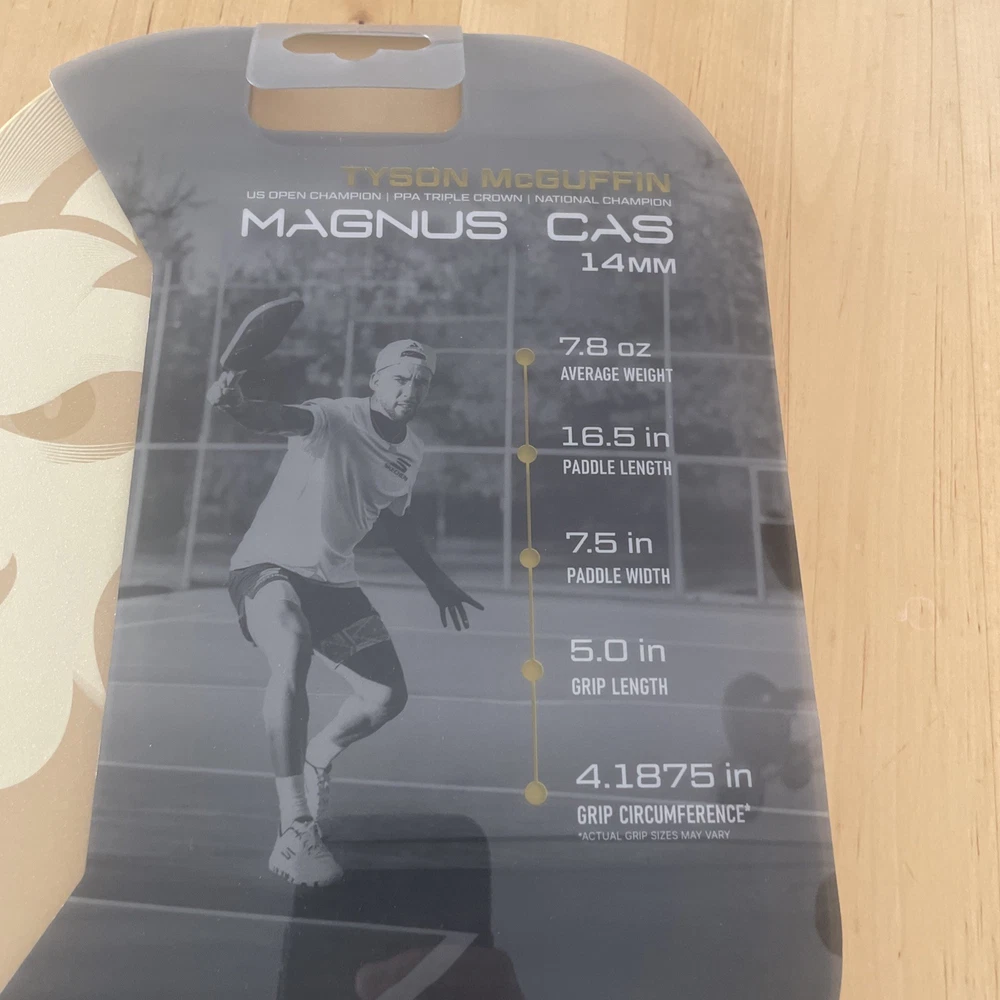 TYSON McGUFFIN
US OPEN CHAMPION | PPA TRIPLE CROWN | NATIONAL CHAMPION
MAGNUS CAS
14MM
7.8 oz
AVERAGE WEIGHT
16.5 in
PADDLE LENGTH
7.5 in
PADDLE WIDTH
5.0 in
GRIP LENGTH
4.1875 in
GRIP CIRCUMFERENCE*
*ACTUAL GRIP SIZES MAY VARY